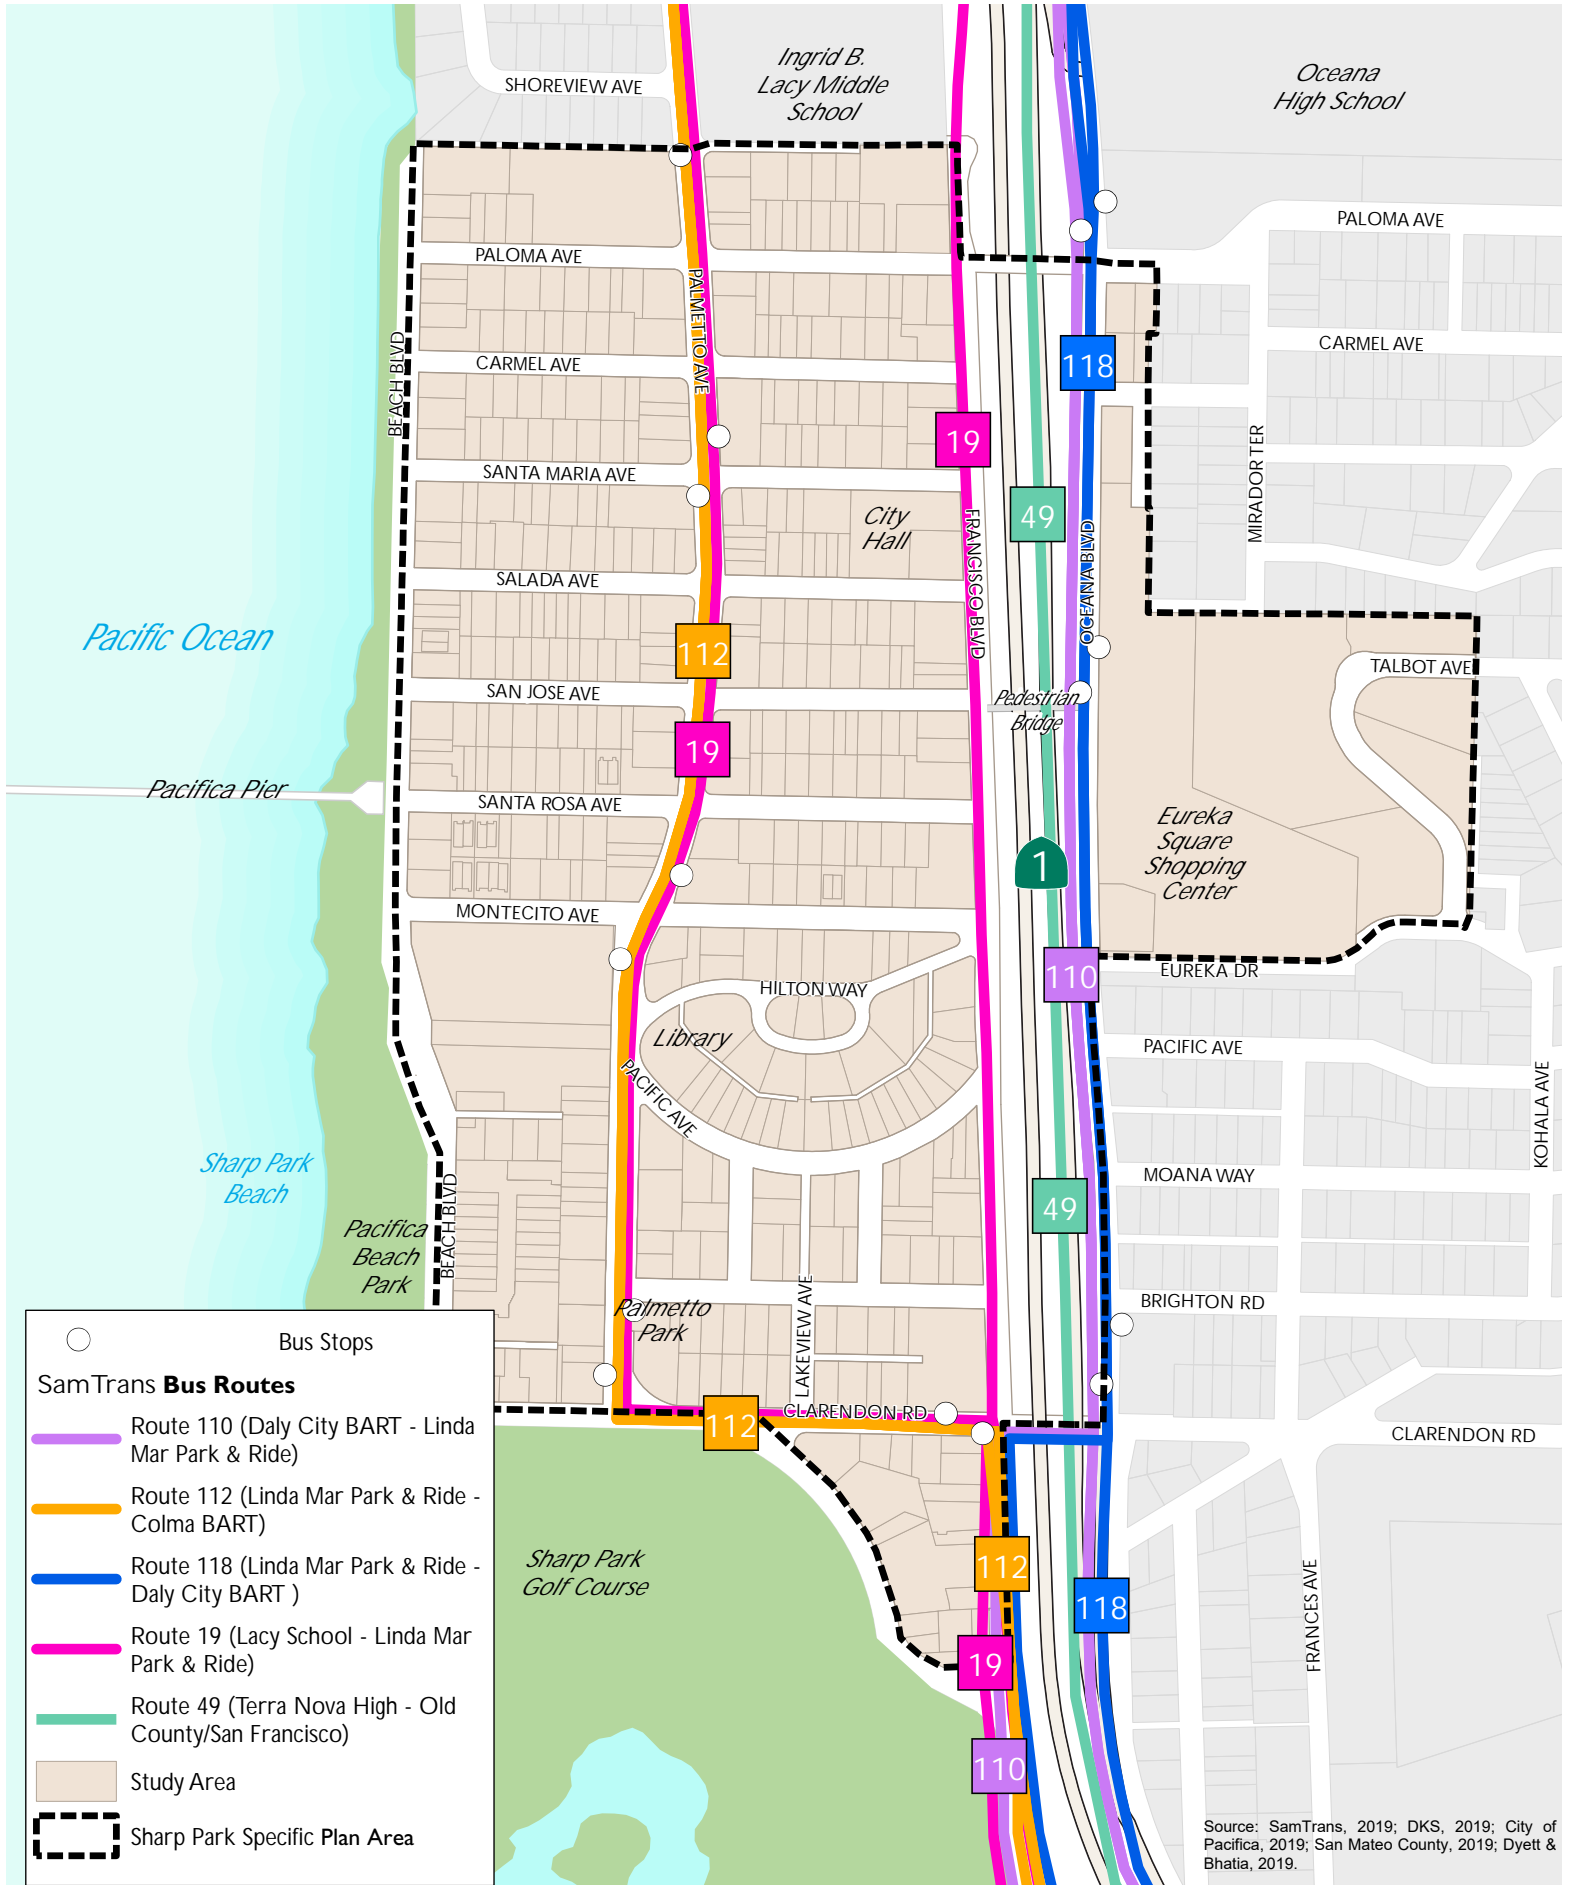 SHOREVIEW AVE
Ingrid B.
Lacy Middle
School
Oceana
High School
PALOMA AVE
PALOMA AVE
PALMETTO AVE
BEACH BLVD
CARMEL AVE
CARMEL AVE
118
19
SANTA MARIA AVE
MIRADOR TER
City
Hall
49
FRANCISCO BLVD
OCEANA BLVD
SALADA AVE
Pacific Ocean
112
TALBOT AVE
SAN JOSE AVE
Pedestrian
Bridge
19
Pacifica Pier
SANTA ROSA AVE
Eureka
Square
Shopping
Center
1
MONTECITO AVE
110
EUREKA DR
HILTON WAY
Library
PACIFIC AVE
PACIFIC AVE
KOHALA AVE
Sharp Park
Beach
MOANA WAY
49
BEACH BLVD
Pacifica
Beach
Park
LAKEVIEW AVE
BRIGHTON RD
Palmetto
Park
112
CLARENDON RD
CLARENDON RD
Sharp Park
Golf Course
112
118
FRANCES AVE
19
110
Bus Stops
SamTrans Bus Routes
Route 110 (Daly City BART - Linda
Mar Park & Ride)
Route 112 (Linda Mar Park & Ride -
Colma BART)
Route 118 (Linda Mar Park & Ride -
Daly City BART )
Route 19 (Lacy School - Linda Mar
Park & Ride)
Route 49 (Terra Nova High - Old
County/San Francisco)
Study Area
Sharp Park Specific Plan Area
Source: SamTrans, 2019; DKS, 2019; City of
Pacifica, 2019; San Mateo County, 2019; Dyett &
Bhatia, 2019.